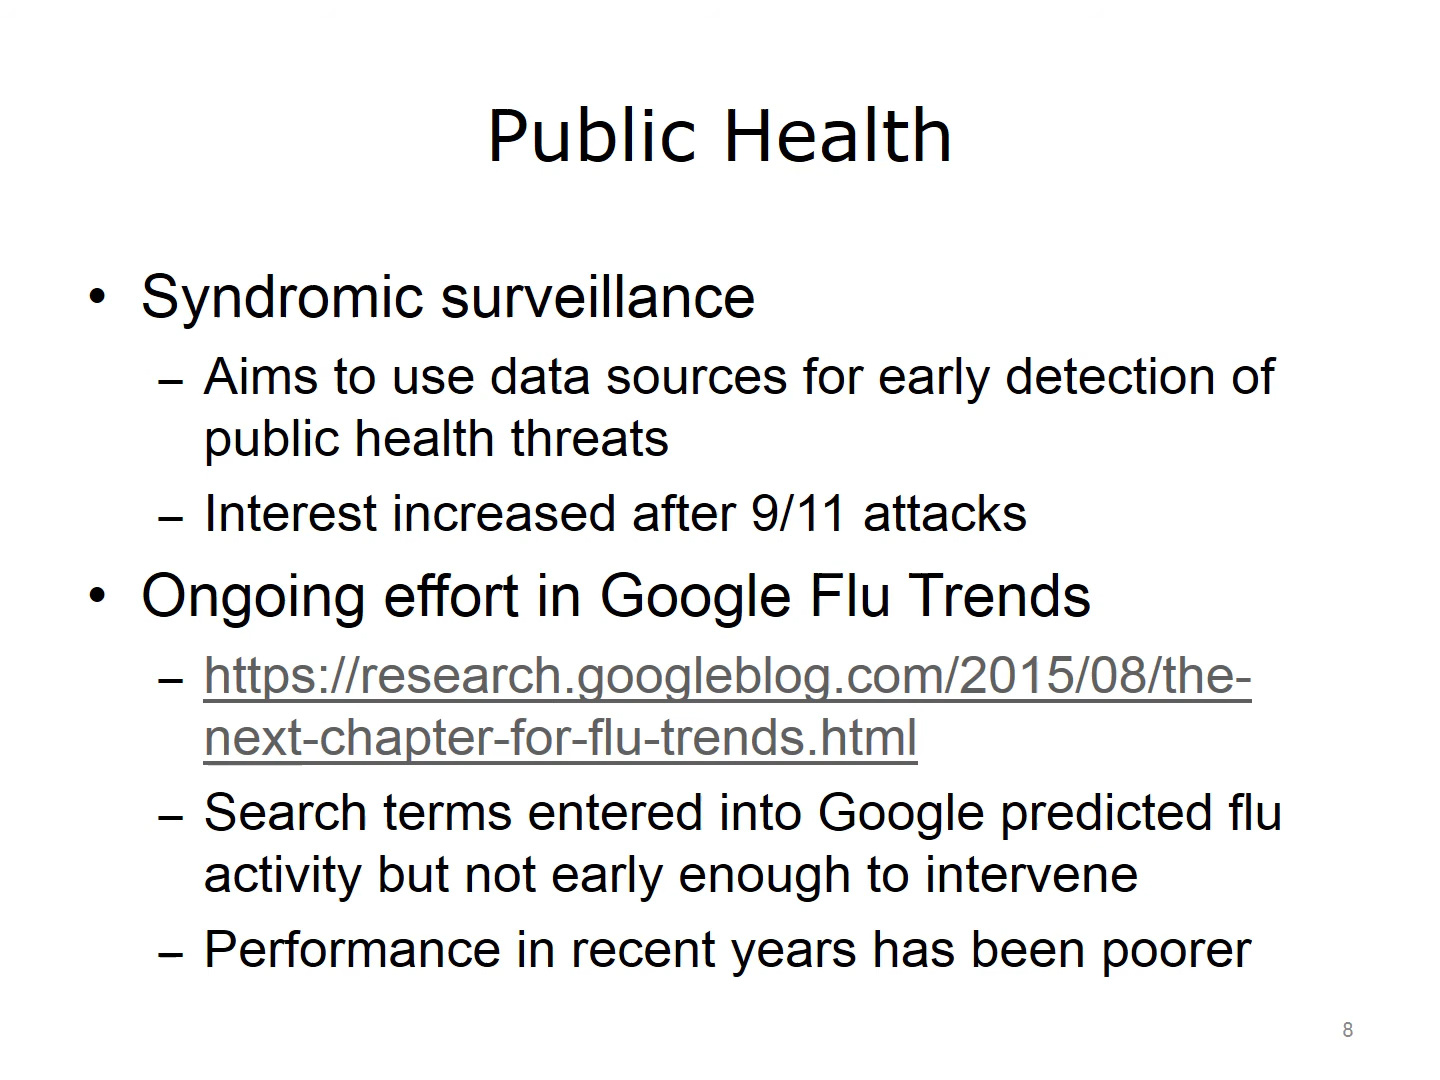 Public Health
• Syndromic surveillance
– Aims to use data sources for early detection of
public health threats
– Interest increased after 9/11 attacks
• Ongoing effort in Google Flu Trends
– https://research.googleblog.com/2015/08/the-
next-chapter-for-flu-trends.html
– Search terms entered into Google predicted flu
activity but not early enough to intervene
– Performance in recent years has been poorer
8